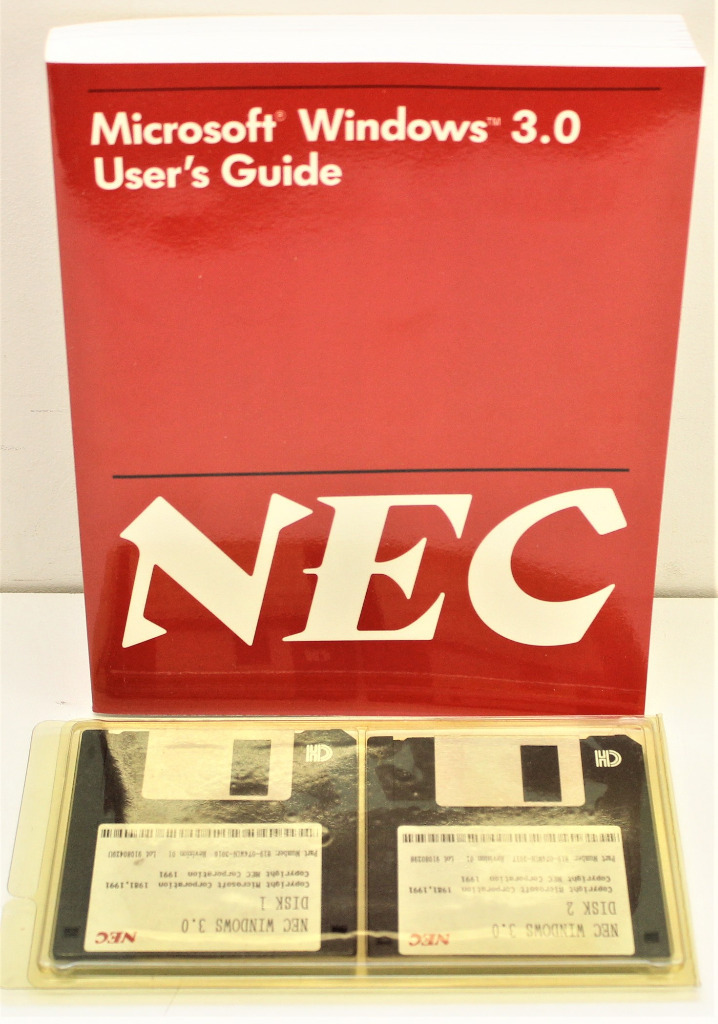 Microsoft® Windows™ 3.0
User's Guide
NEC
HD
HD
NEC
NEC WINDOWS 3.0
DISK 1
Copyright NEC Corporation 1991
Copyright Microsoft Corporation 1981,1991
NEC
NEC WINDOWS 3.0
DISK 2
Copyright NEC Corporation 1991
Copyright Microsoft Corporation 1981,1991